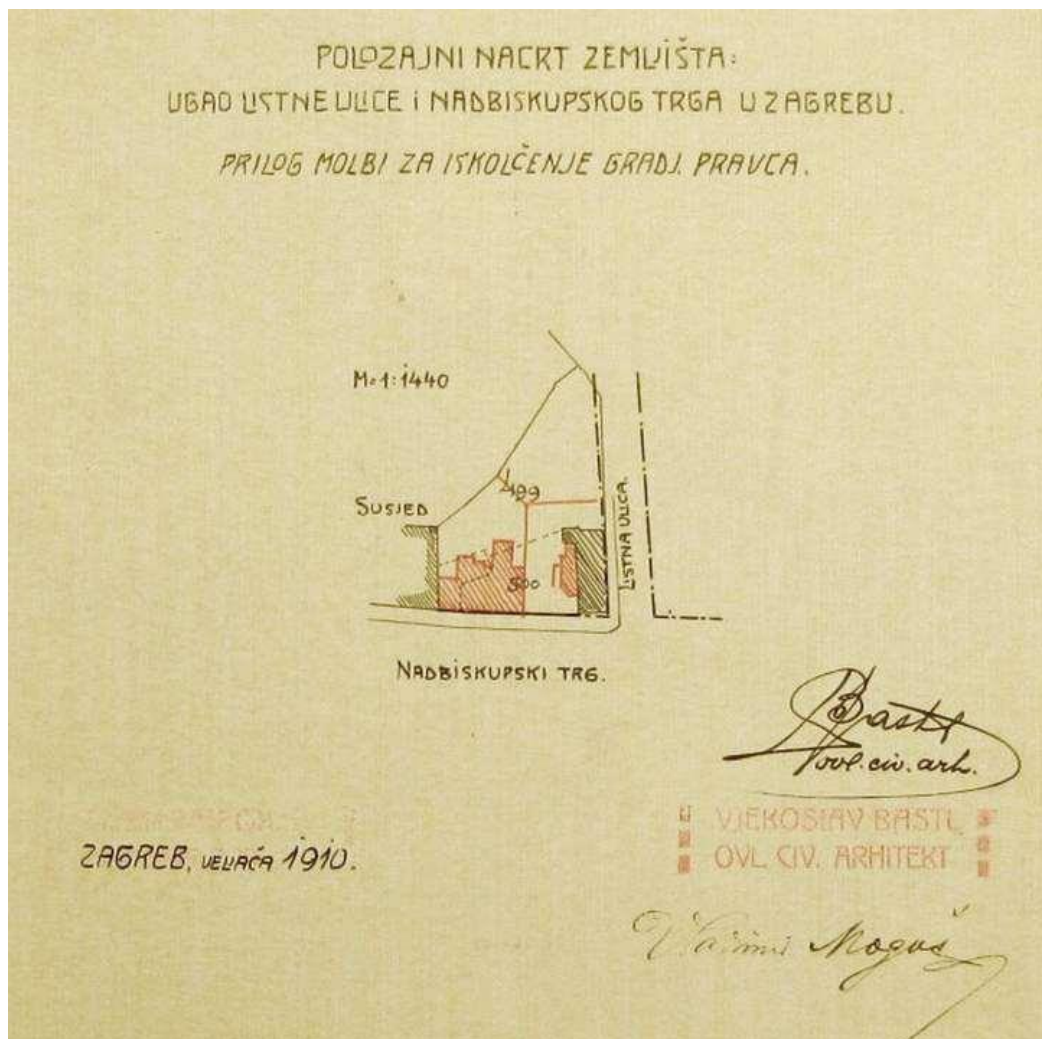 POLOZAJNI NACRT ZEMLJIŠTA:
UGAO LISTNE ULICE i NADBISKUPSKOG TRGA U ZAGREBU.
PRILOG MOLBI ZA ISKOLČENJE GRADJ. PRAVCA.
M=1:1440
499
SUSJED
LISTNA ULICA.
500
NADBISKUPSKI TRG.
Bastl
ovl. civ. arh.
VJEKOSLAV BASTL
OVL. CIV. ARHITEKT
ZAGREB, VELJAČA 1910.
Moguš